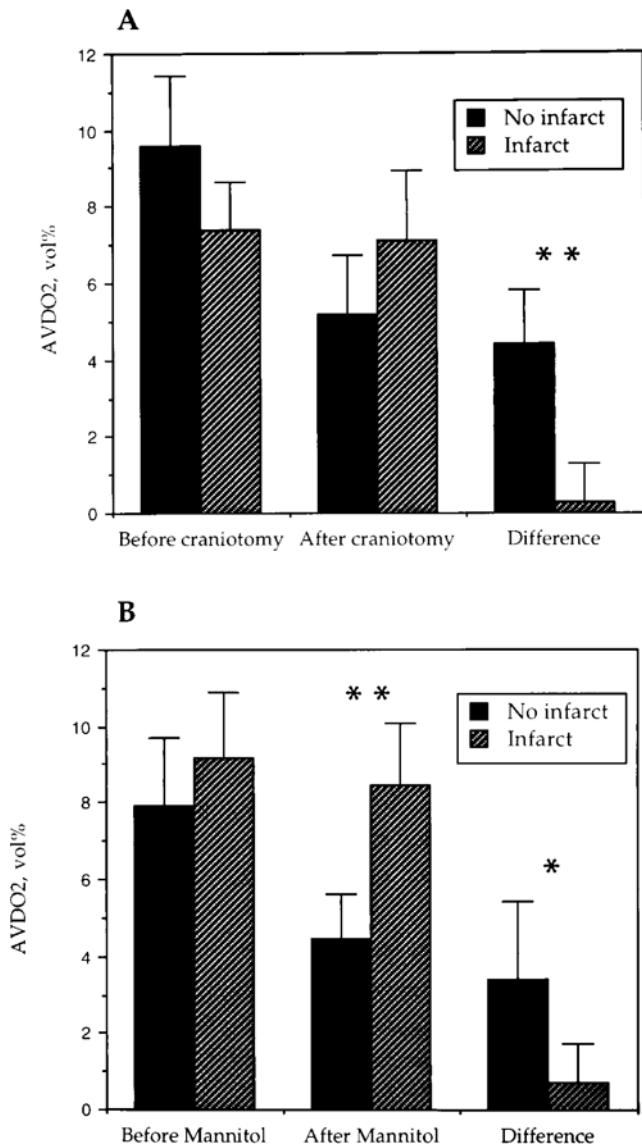 A
12
10
8
6
4
2
0
AVDO2, vol%
No infarct
Infarct
* *
Before craniotomy After craniotomy Difference
B
12
10
8
6
4
2
0
AVDO2, vol%
No infarct
Infarct
* *
*
Before Mannitol After Mannitol Difference